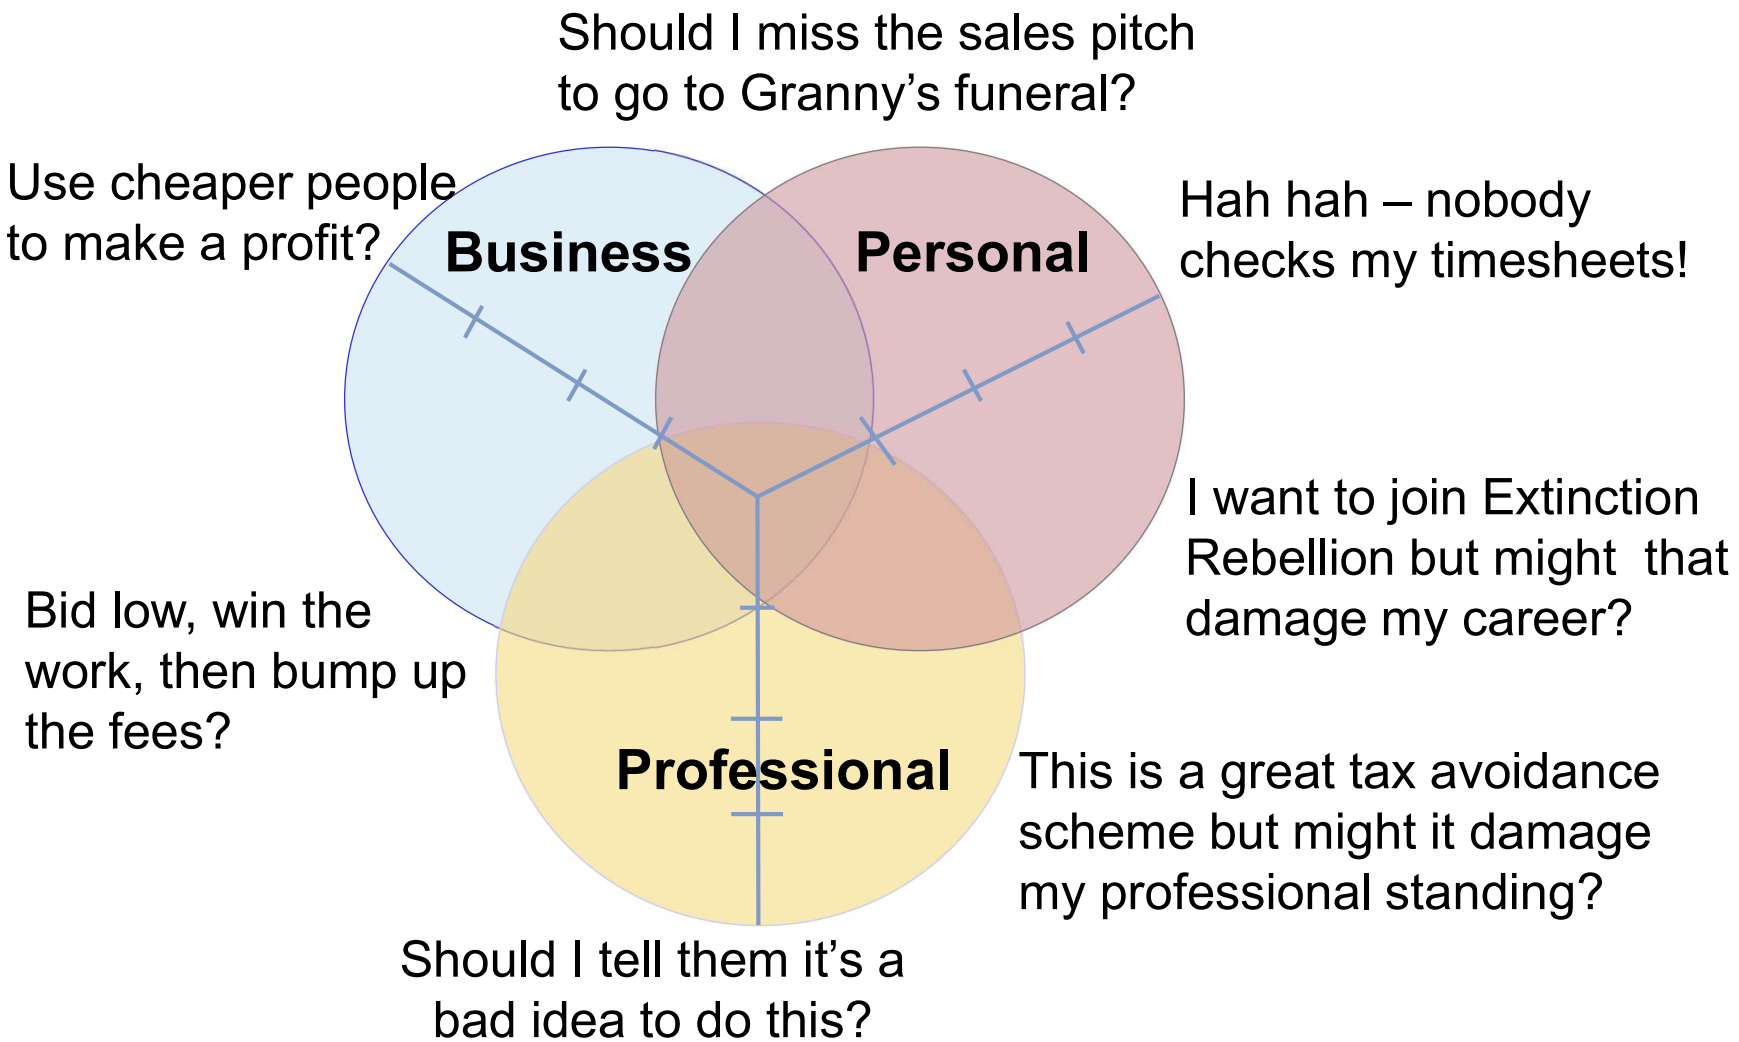 Should I miss the sales pitch
to go to Granny’s funeral?
Use cheaper people
to make a profit?
Hah hah – nobody
checks my timesheets!
Business
Personal
I want to join Extinction
Rebellion but might  that
damage my career?
Bid low, win the
work, then bump up
the fees?
Professional
This is a great tax avoidance
scheme but might it damage
my professional standing?
Should I tell them it’s a
bad idea to do this?